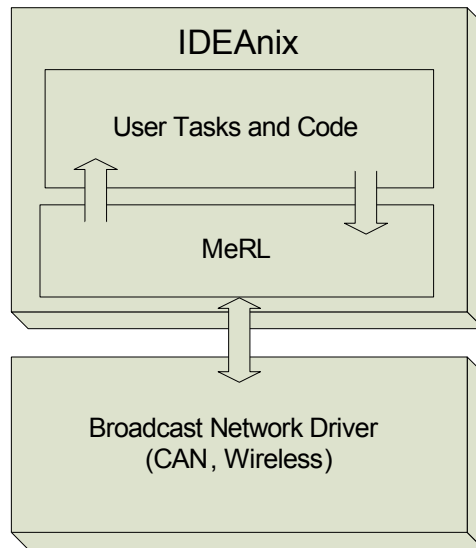 IDEAnix
User Tasks and Code
MeRL
Broadcast Network Driver
(CAN, Wireless)